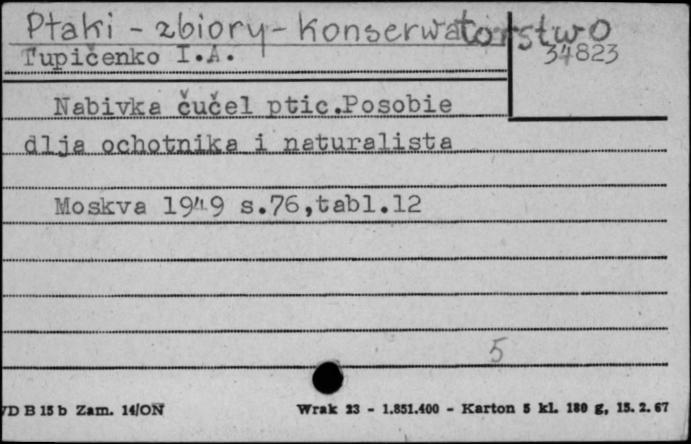 Ptaki - zbiory - Konserwatorstwo
Tupičenko I.A.
34823
Nabivka čučel ptic.Posobie
dlja ochotnika i naturalista
Moskva 1949 s.76,tabl.12
5
/D B 15 b Zam. 14/ON
Wrak 23 - 1.851.400 - Karton 5 kl. 180 g, 15. 2. 67